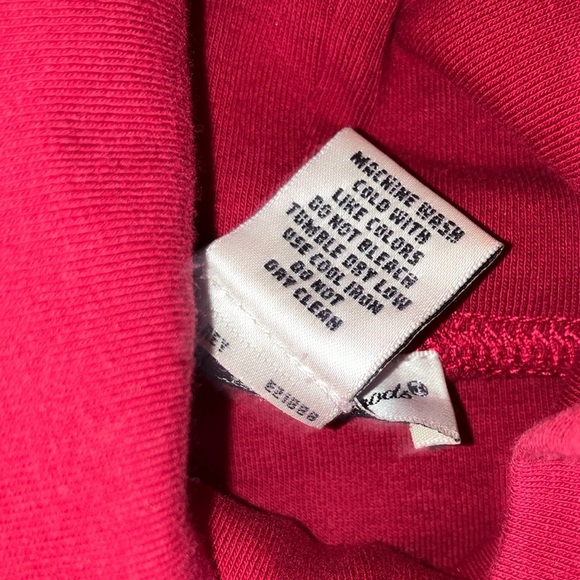 MACHINE WASH
COLD WITH
LIKE COLORS
DO NOT BLEACH
TUMBLE DRY LOW
USE COOL IRON
DO NOT
DRY CLEAN